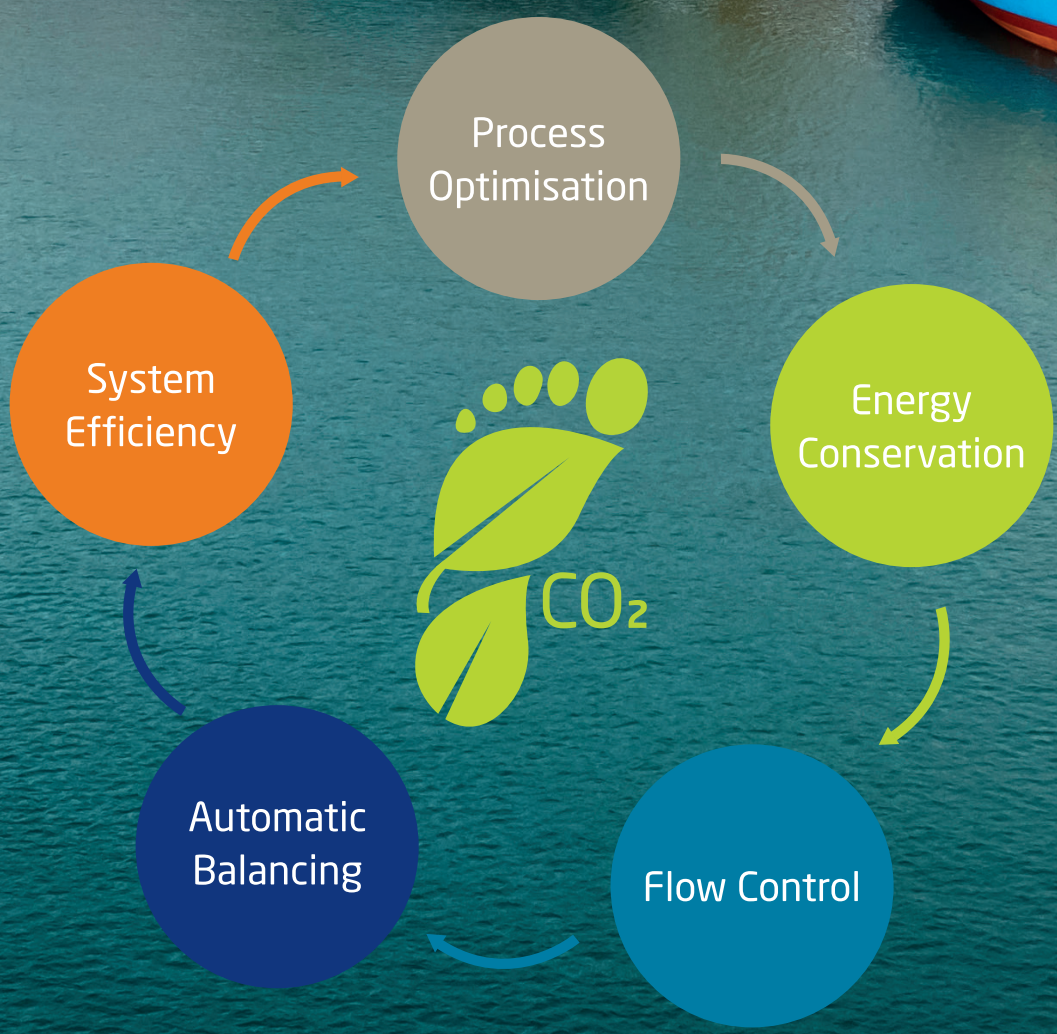 Process
Optimisation
Energy
Conservation
Flow Control
Automatic
Balancing
System
Efficiency
CO₂